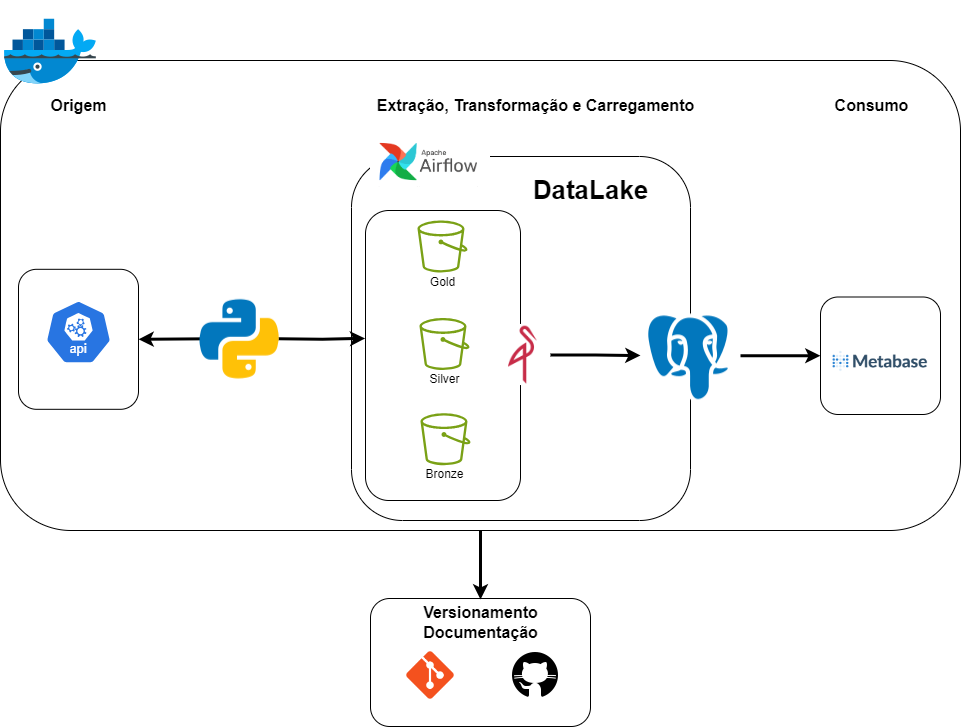 Origem
Extração, Transformação e Carregamento
Consumo
Apache
Airflow
DataLake
Gold
api
Silver
Metabase
Bronze
Versionamento
Documentação